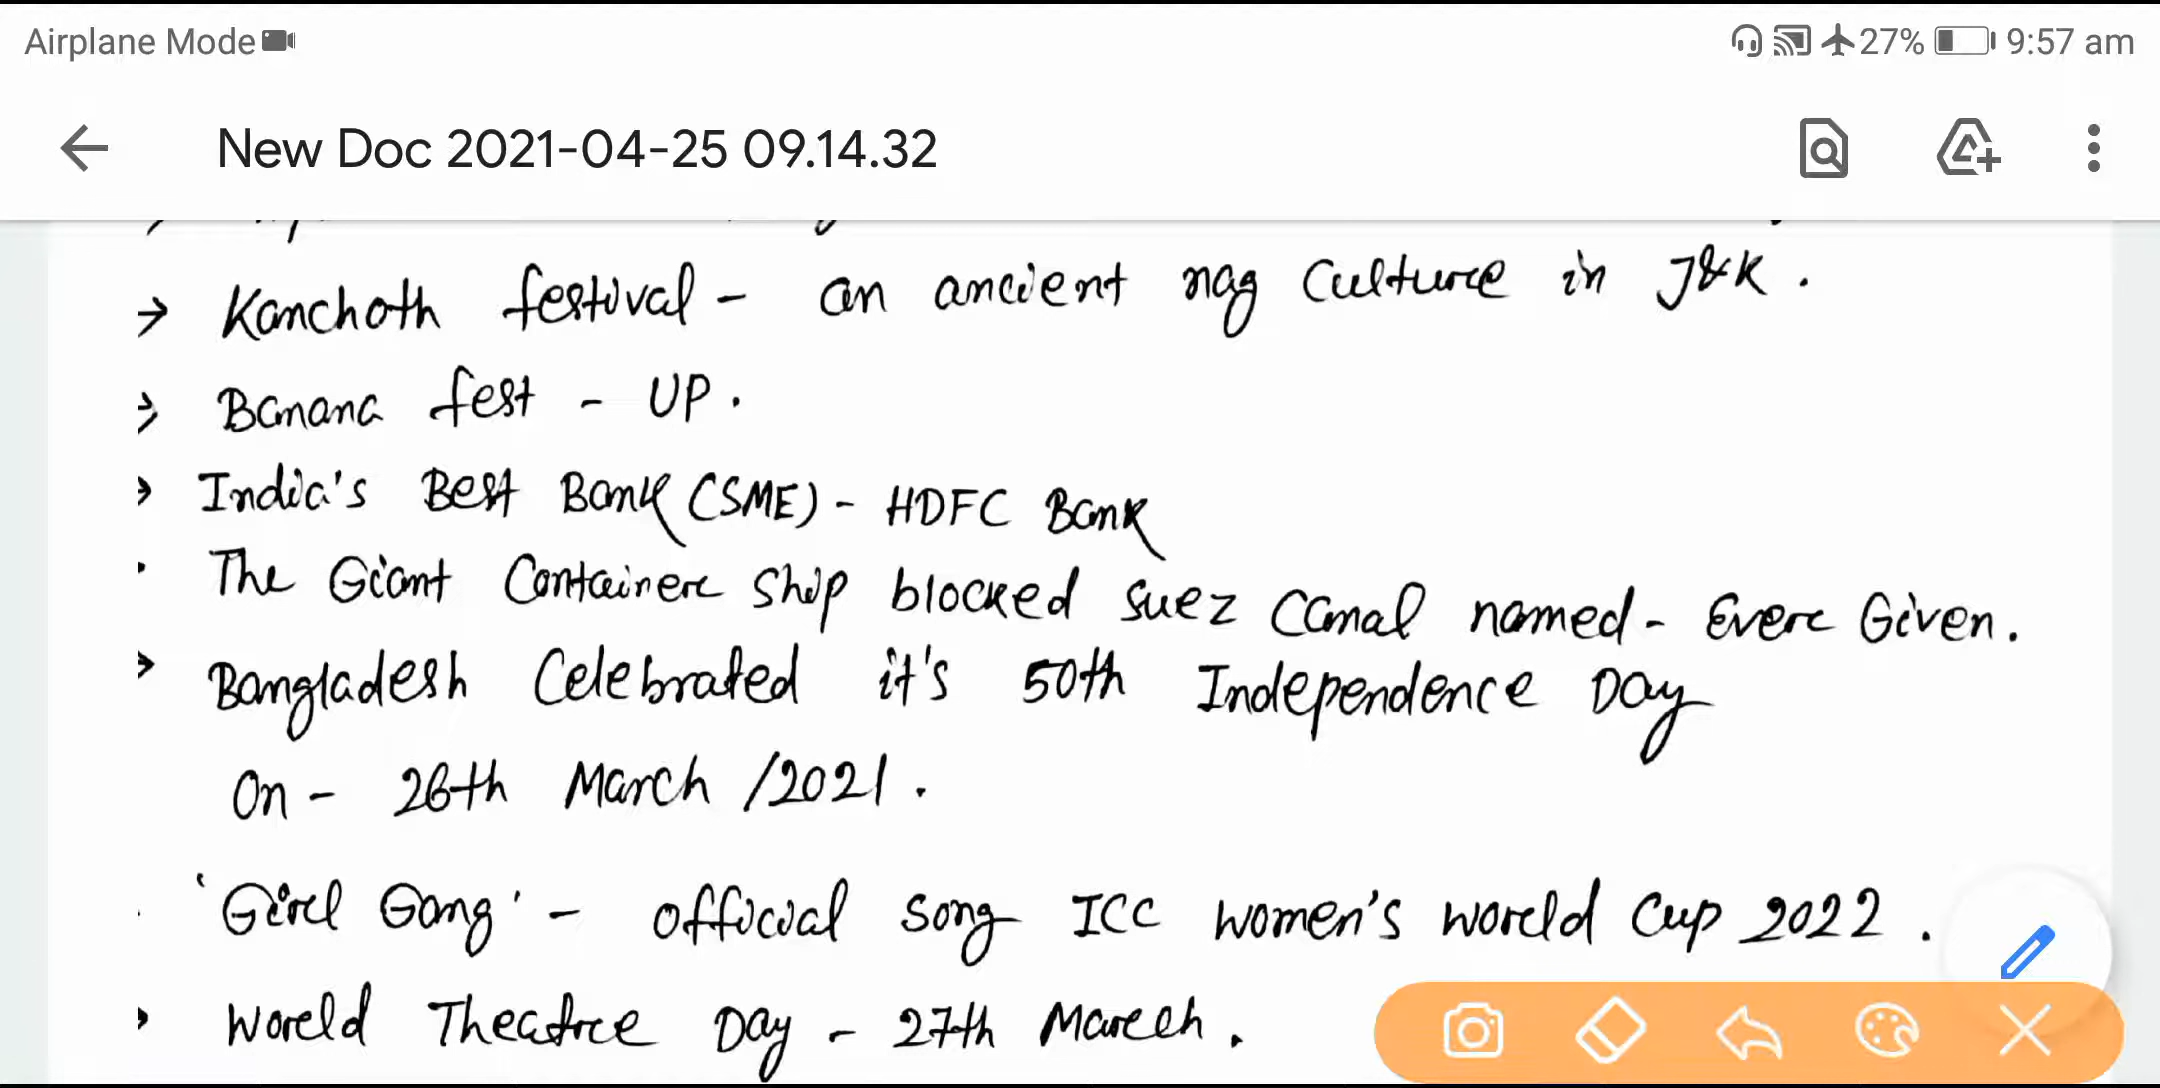 Airplane Mode
27% 9:57 am
New Doc 2021-04-25 09.14.32
→ Kanchoth festival - an ancient nag Culture in J&K.
→ Banana fest - UP.
→ India's Best Bank (SME) - HDFC Bank
• The Giant Container Ship blocked Suez Canal named - Ever Given.
→ Bangladesh Celebrated it's 50th Independence Day
On - 26th March /2021.
'Girl Gang' - official song ICC women's world Cup 2022.
→ World Theatre Day - 27th March.